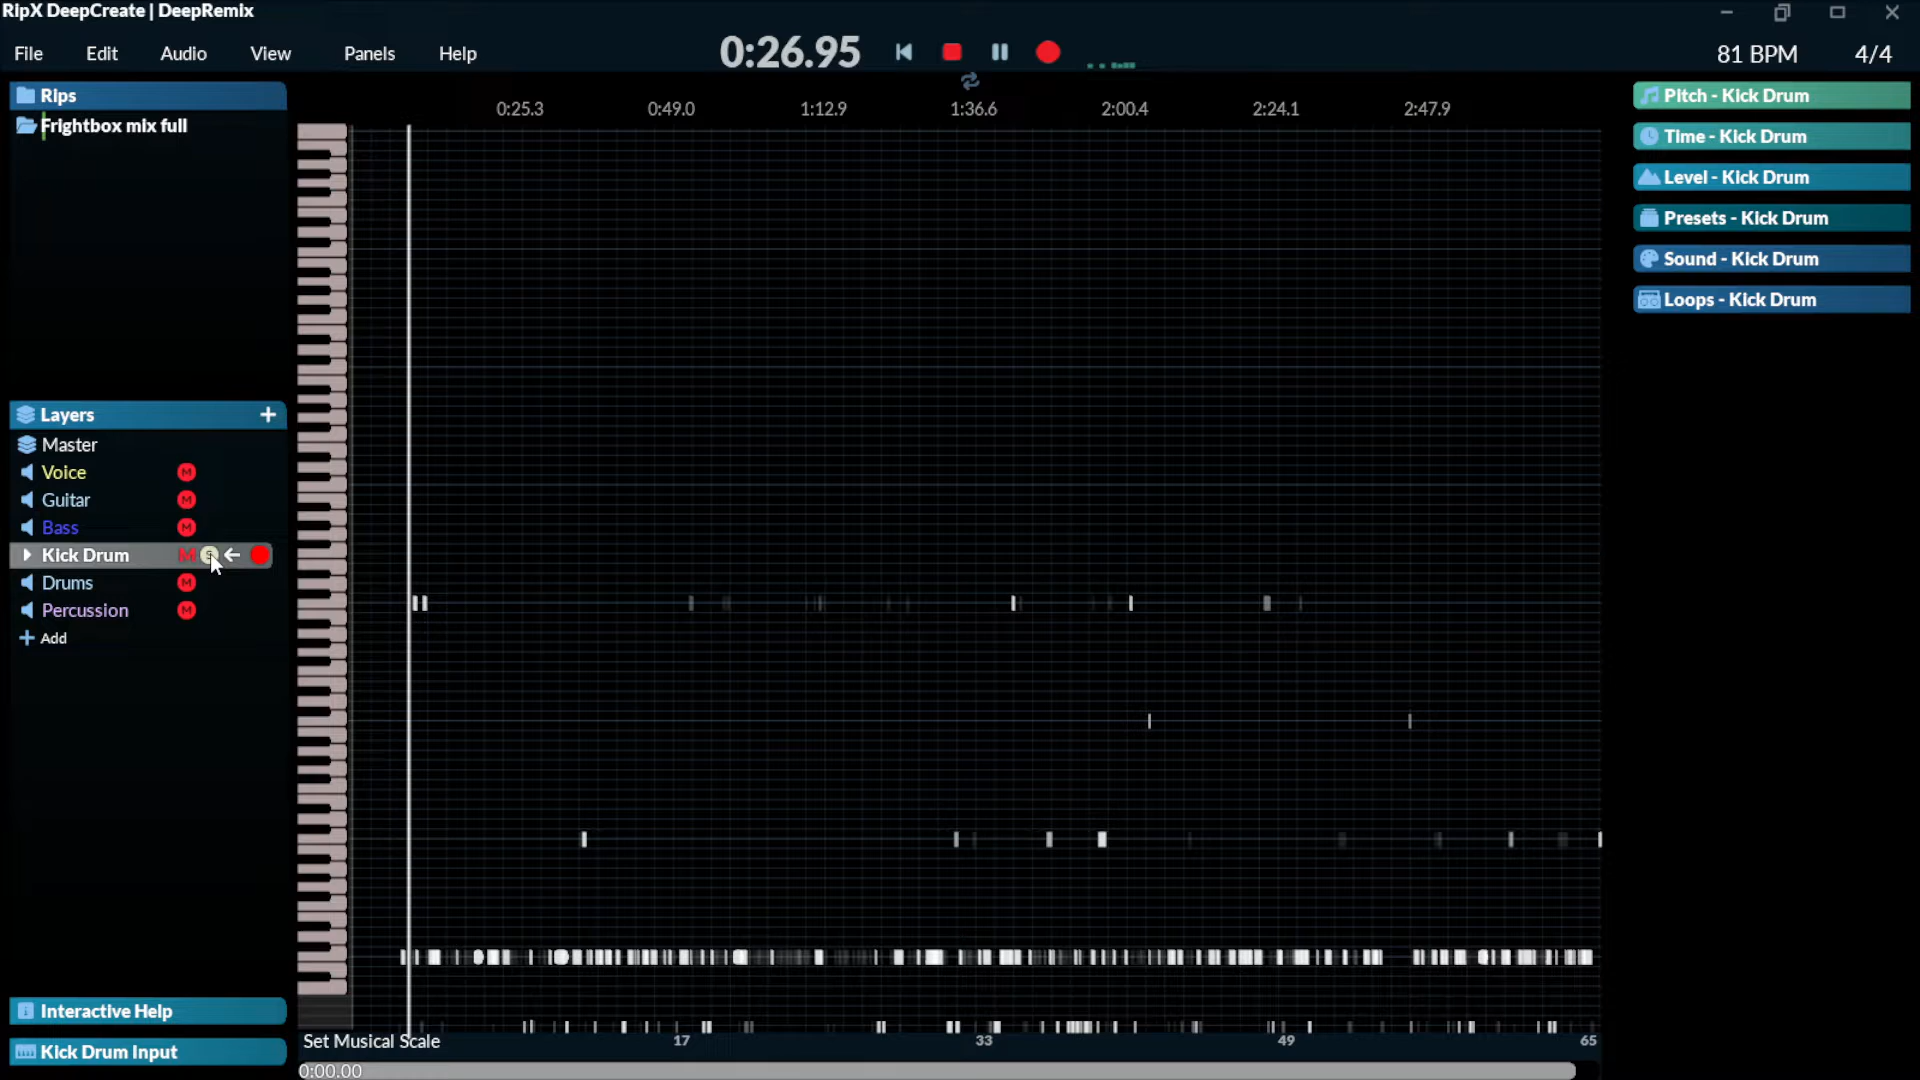 RipX DeepCreate | DeepRemix
File Edit Audio View Panels Help
0:26.95
81 BPM 4/4
Rips
Frightbox mix full
0:25.3 0:49.0 1:12.9 1:36.6 2:00.4 2:24.1 2:47.9
Pitch - Kick Drum
Time - Kick Drum
Level - Kick Drum
Presets - Kick Drum
Sound - Kick Drum
Loops - Kick Drum
Layers
Master
Voice M
Guitar M
Bass M
Kick Drum M S
Drums M
Percussion M
Add
Interactive Help
Kick Drum Input
Set Musical Scale 17 33 49 65
0:00.00